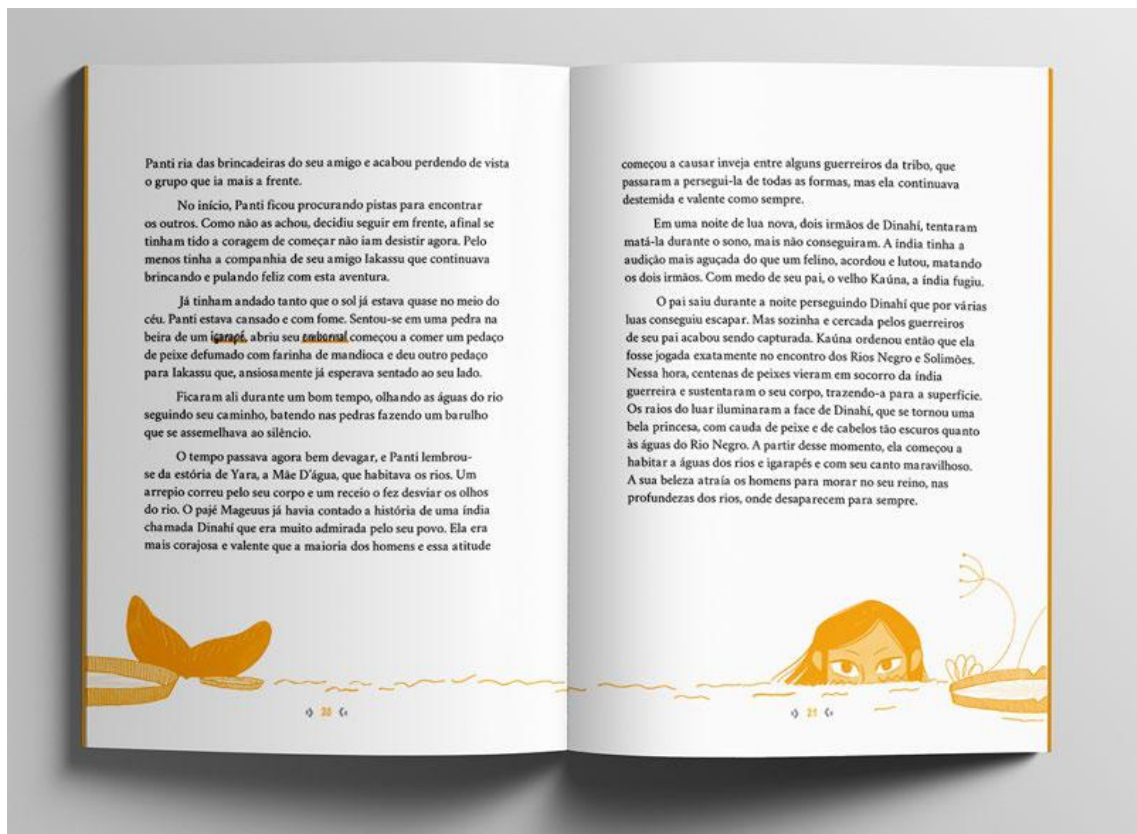 Panti ria das brincadeiras do seu amigo e acabou perdendo de vista
o grupo que ia mais a frente.
No início, Panti ficou procurando pistas para encontrar
os outros. Como não as achou, decidiu seguir em frente, afinal se
tinham tido a coragem de começar não iam desistir agora. Pelo
menos tinha a companhia de seu amigo Iakassu que continuava
brincando e pulando feliz com esta aventura.
Já tinham andado tanto que o sol já estava quase no meio do
céu. Panti estava cansado e com fome. Sentou-se em uma pedra na
beira de um igarapé, abriu seu embornal começou a comer um pedaço
de peixe defumado com farinha de mandioca e deu outro pedaço
para Iakassu que, ansiosamente já esperava sentado ao seu lado.
Ficaram ali durante um bom tempo, olhando as águas do rio
seguindo seu caminho, batendo nas pedras fazendo um barulho
que se assemelhava ao silêncio.
O tempo passava agora bem devagar, e Panti lembrou-
se da estória de Yara, a Mãe D'água, que habitava os rios. Um
arrepio correu pelo seu corpo e um receio o fez desviar os olhos
do rio. O pajé Mageuus já havia contado a história de uma índia
chamada Dinahí que era muito admirada pelo seu povo. Ela era
mais corajosa e valente que a maioria dos homens e essa atitude
20
começou a causar inveja entre alguns guerreiros da tribo, que
passaram a persegui-la de todas as formas, mas ela continuava
destemida e valente como sempre.
Em uma noite de lua nova, dois irmãos de Dinahí, tentaram
matá-la durante o sono, mais não conseguiram. A índia tinha a
audição mais aguçada do que um felino, acordou e lutou, matando
os dois irmãos. Com medo de seu pai, o velho Kaúna, a índia fugiu.
O pai saiu durante a noite perseguindo Dinahí que por várias
luas conseguiu escapar. Mas sozinha e cercada pelos guerreiros
de seu pai acabou sendo capturada. Kaúna ordenou então que ela
fosse jogada exatamente no encontro dos Rios Negro e Solimões.
Nessa hora, centenas de peixes vieram em socorro da índia
guerreira e sustentaram o seu corpo, trazendo-a para a superfície.
Os raios do luar iluminaram a face de Dinahí, que se tornou uma
bela princesa, com cauda de peixe e de cabelos tão escuros quanto
às águas do Rio Negro. A partir desse momento, ela começou a
habitar a águas dos rios e igarapés e com seu canto maravilhoso.
A sua beleza atraía os homens para morar no seu reino, nas
profundezas dos rios, onde desaparecem para sempre.
21